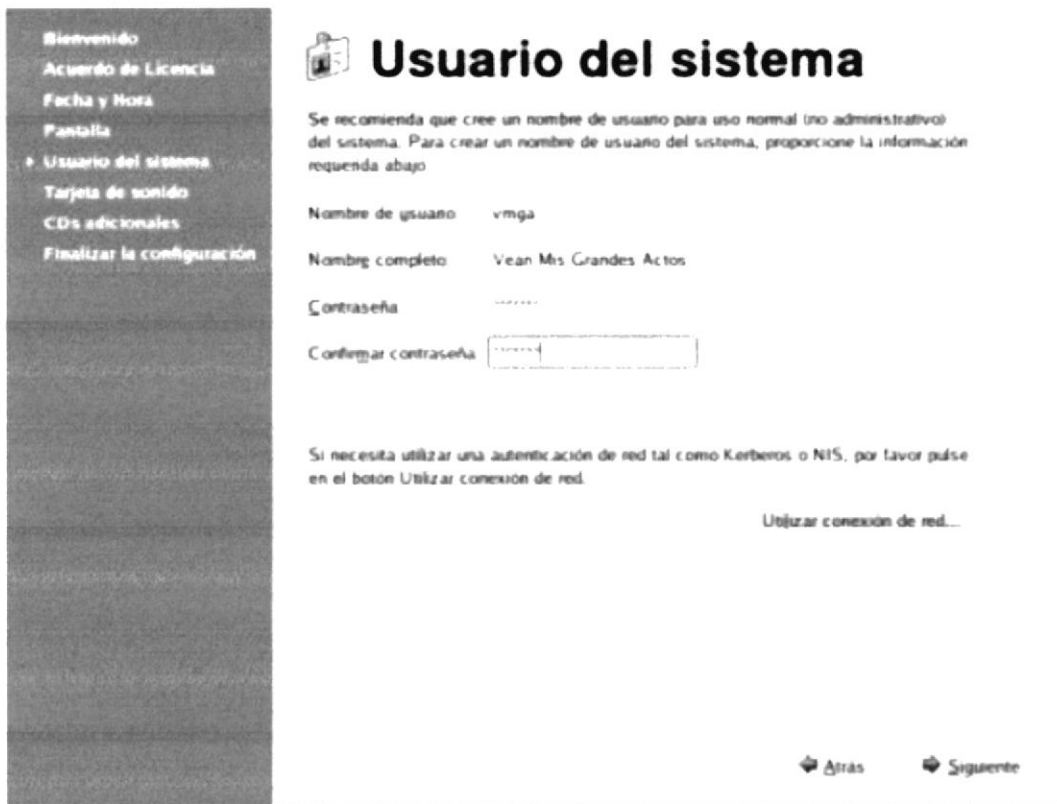 Bienvenido
Acuerdo de Licencia
Fecha y Hora
Pantalla
Usuario del sistema
Tarjeta de sonido
CDs adicionales
Finalizar la configuración
Usuario del sistema
Se recomienda que cree un nombre de usuario para uso normal (no administrativo)
del sistema. Para crear un nombre de usuario del sistema, proporcione la información
requerida abajo
Nombre de usuario vmga
Nombre completo Vean Mis Grandes Actos
Contraseña *******
Confirmar contraseña *******
Si necesita utilizar una autenticación de red tal como Kerberos o NIS, por favor pulse
en el botón Utilizar conexión de red.
Utilizar conexión de red...
Atrás
Siguiente